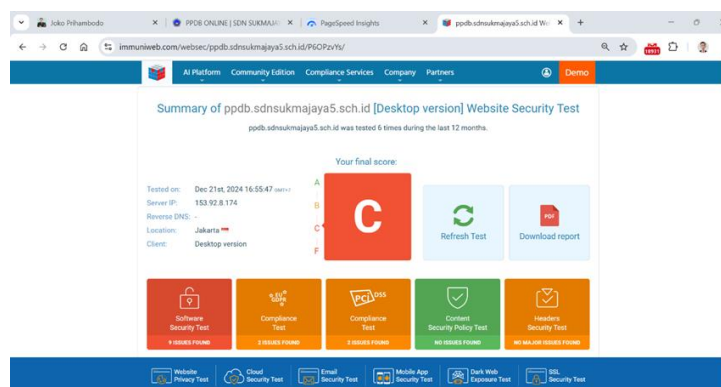 Joko Prihambodo
PPDB ONLINE | SDN SUKMAJA
PageSpeed Insights
ppdb.sdnsukmajaya5.sch.id We
immuniweb.com/websec/ppdb.sdnsukmajaya5.sch.id/P6OPzvYs/
AI Platform Community Edition Compliance Services Company Partners Demo
Summary of ppdb.sdnsukmajaya5.sch.id [Desktop version] Website Security Test
ppdb.sdnsukmajaya5.sch.id was tested 6 times during the last 12 months.
Your final score:
Tested on: Dec 21st, 2024 16:55:47 GMT+7
Server IP: 153.92.8.174
Reverse DNS: -
Location: Jakarta
Client: Desktop version
A
B
C
F
C
Refresh Test
PDF
Download report
Software Security Test
9 ISSUES FOUND
EU GDPR
Compliance Test
2 ISSUES FOUND
PCI DSS
Compliance Test
2 ISSUES FOUND
Content Security Policy Test
NO ISSUES FOUND
Headers Security Test
NO MAJOR ISSUES FOUND
Website Privacy Test
Cloud Security Test
Email Security Test
Mobile App Security Test
Dark Web Exposure Test
SSL Security Test